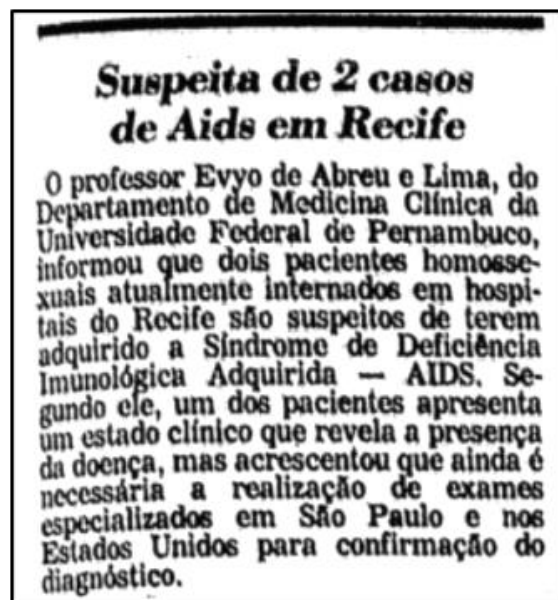 Suspeita de 2 casos
de Aids em Recife
O professor Evyo de Abreu e Lima, do
Departamento de Medicina Clínica da
Universidade Federal de Pernambuco,
informou que dois pacientes homosse-
xuais atualmente internados em hospi-
tais do Recife são suspeitos de terem
adquirido a Síndrome de Deficiência
Imunológica Adquirida — AIDS. Se-
gundo ele, um dos pacientes apresenta
um estado clínico que revela a presença
da doença, mas acrescentou que ainda é
necessária a realização de exames
especializados em São Paulo e nos
Estados Unidos para confirmação do
diagnóstico.